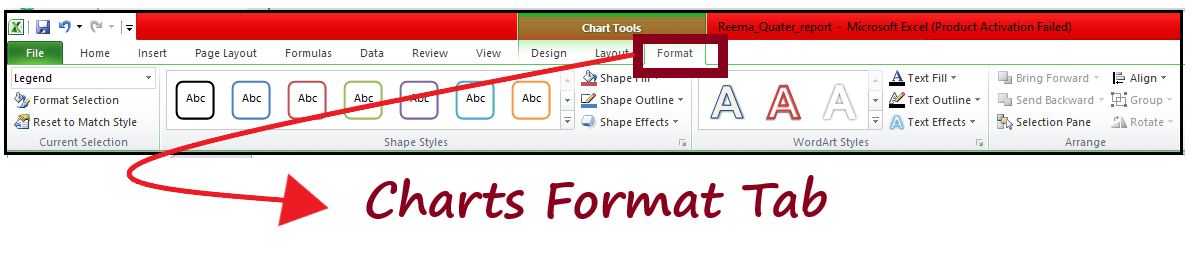 Chart Tools
Reema_Quater_report - Microsoft Excel (Product Activation Failed)
File Home Insert Page Layout Formulas Data Review View Design Layout Format
Legend
Format Selection
Reset to Match Style
Current Selection
Abc Abc Abc Abc Abc Abc Abc
Shape Fill
Shape Outline
Shape Effects
Shape Styles
A A A
WordArt Styles
Text Fill
Text Outline
Text Effects
Bring Forward
Send Backward
Selection Pane
Align
Group
Rotate
Arrange
Charts Format Tab